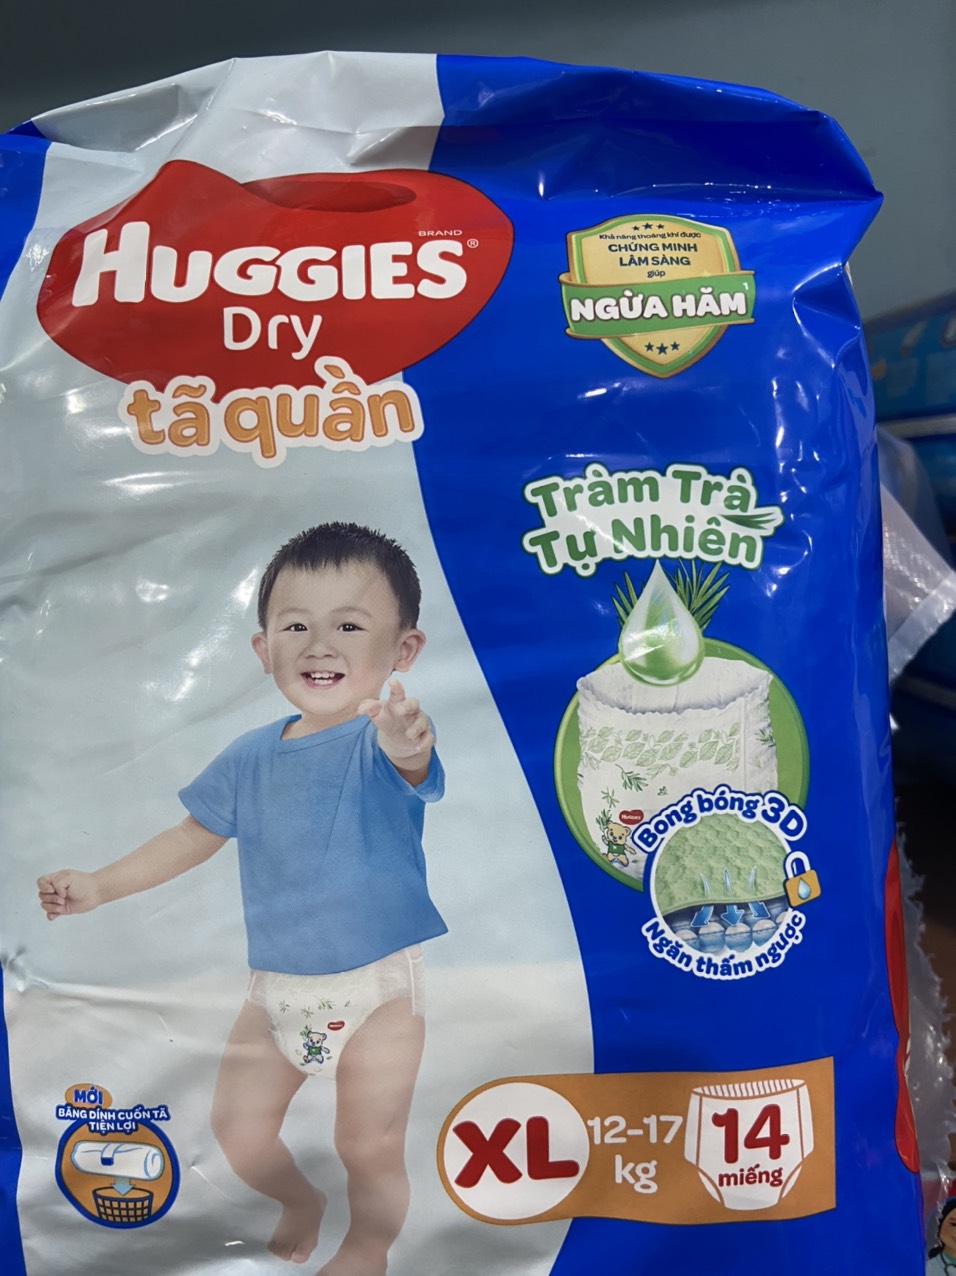 BRAND
HUGGIES®
Dry
tã quần
Khả năng thoáng khí được
CHỨNG MINH
LÂM SÀNG
giúp
NGỪA HĂM¹
Tràm Trà
Tự Nhiên
Huggies
Bong bóng 3D
Ngăn thấm ngược
MỚI
BĂNG DÍNH CUỐN TÃ
TIỆN LỢI
XL
12-17
kg
14
miếng